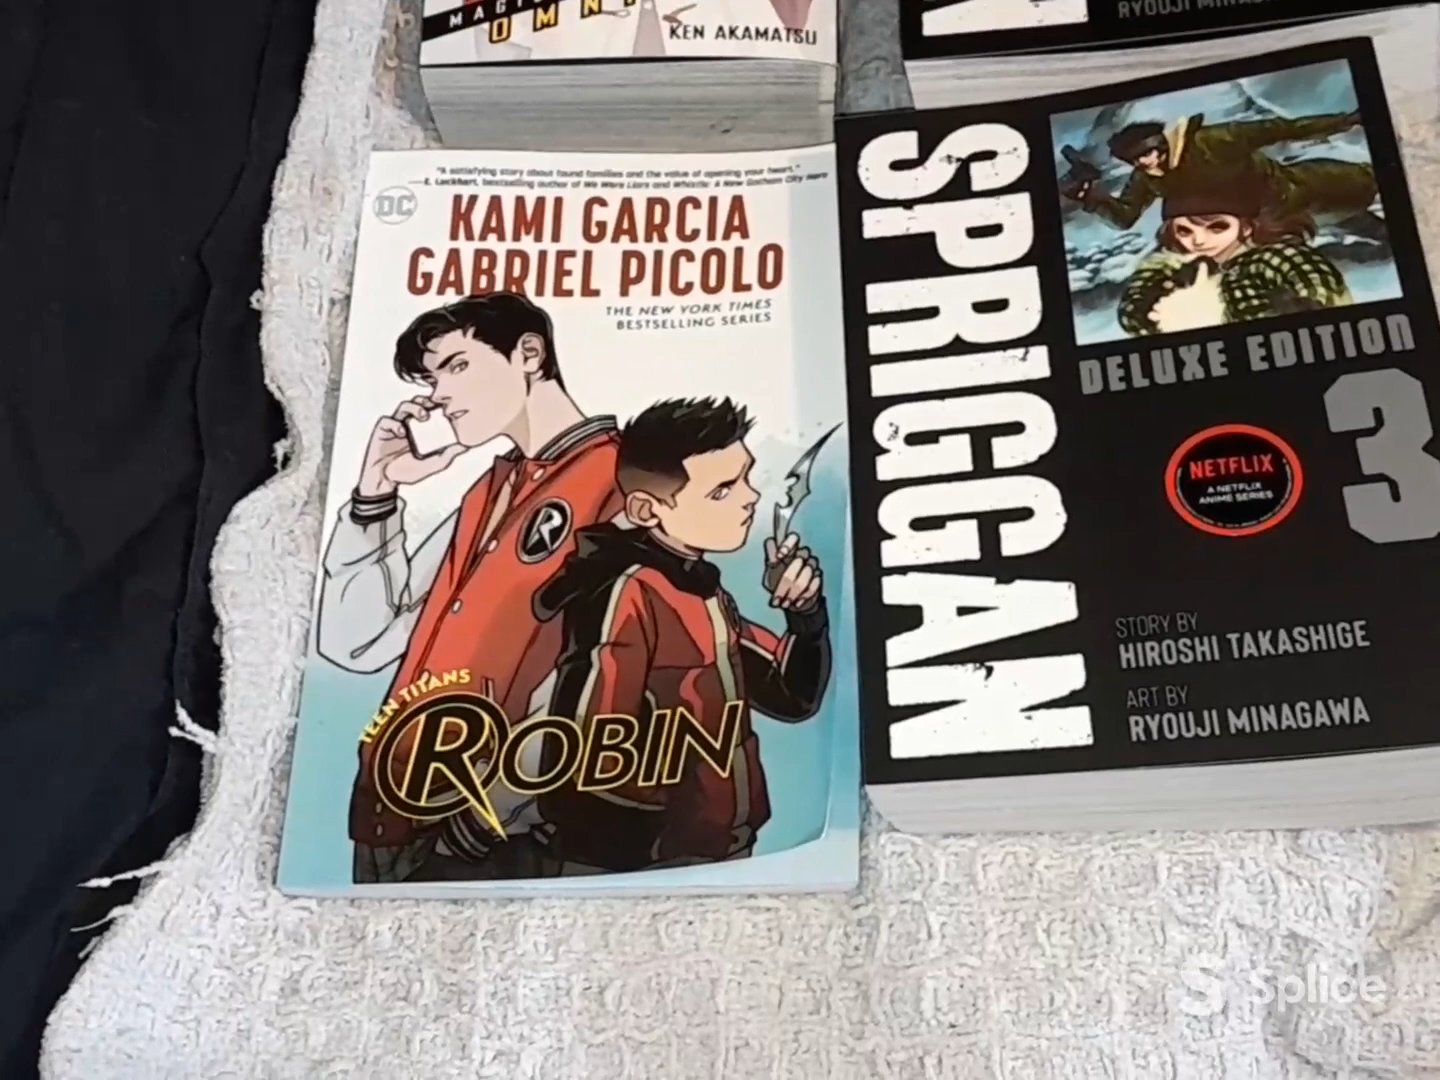 MAGI
OMNI
KEN AKAMATSU
RYOUJI MINA
"A satisfying story about found families and the value of opening your heart."
—E. Lockhart, bestselling author of We Were Liars and Whistle: A New Gotham City Hero
DC
KAMI GARCIA
GABRIEL PICOLO
THE NEW YORK TIMES
BESTSELLING SERIES
R
TEEN TITANS
ROBIN
SPRIGGAN
DELUXE EDITION
3
NETFLIX
A NETFLIX
ANIME SERIES
STORY BY
HIROSHI TAKASHIGE
ART BY
RYOUJI MINAGAWA
S Splice